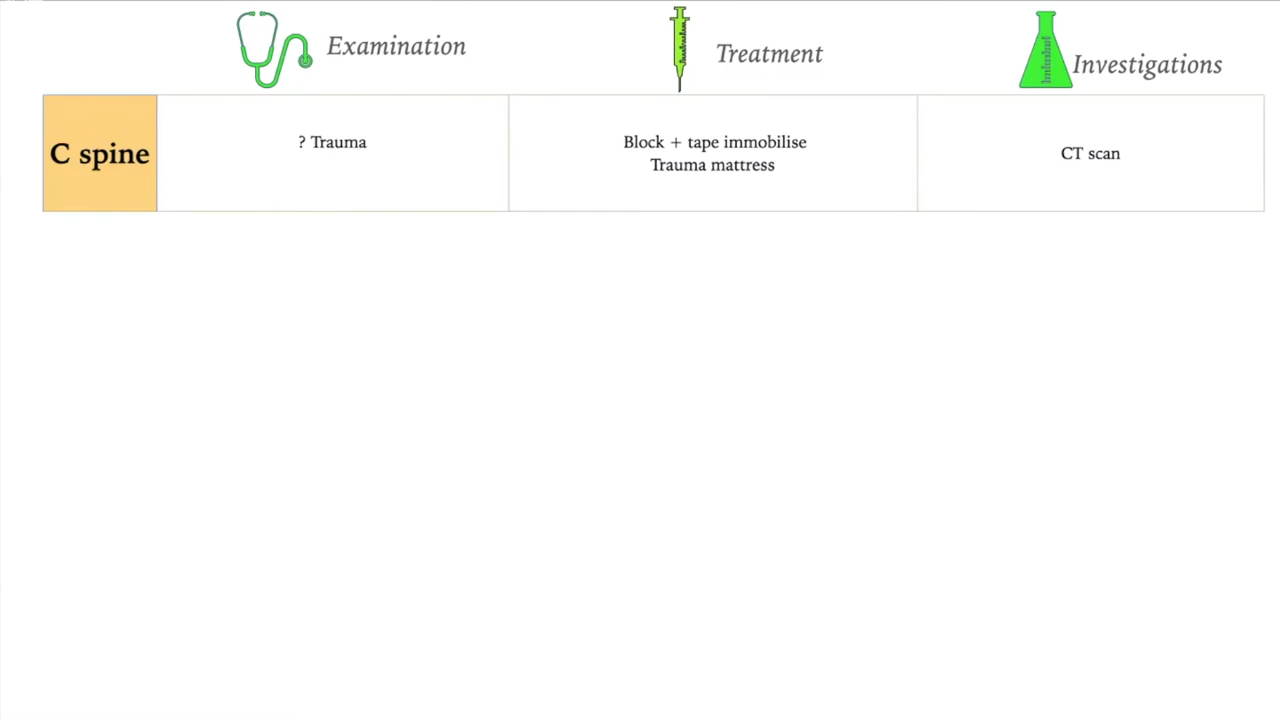 Examination
Treatment
Investigations
C spine
? Trauma
Block + tape immobilise
Trauma mattress
CT scan